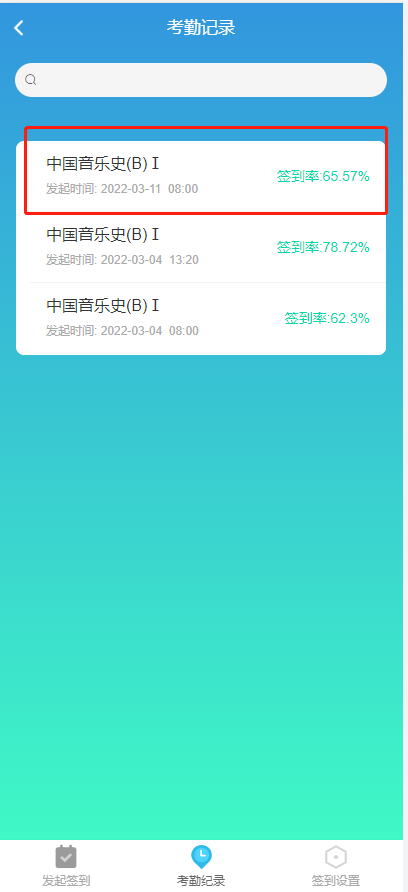 考勤记录
中国音乐史(B) I
发起时间: 2022-03-11 08:00
签到率:65.57%
中国音乐史(B) I
发起时间: 2022-03-04 13:20
签到率:78.72%
中国音乐史(B) I
发起时间: 2022-03-04 08:00
签到率:62.3%
发起签到
考勤纪录
签到设置